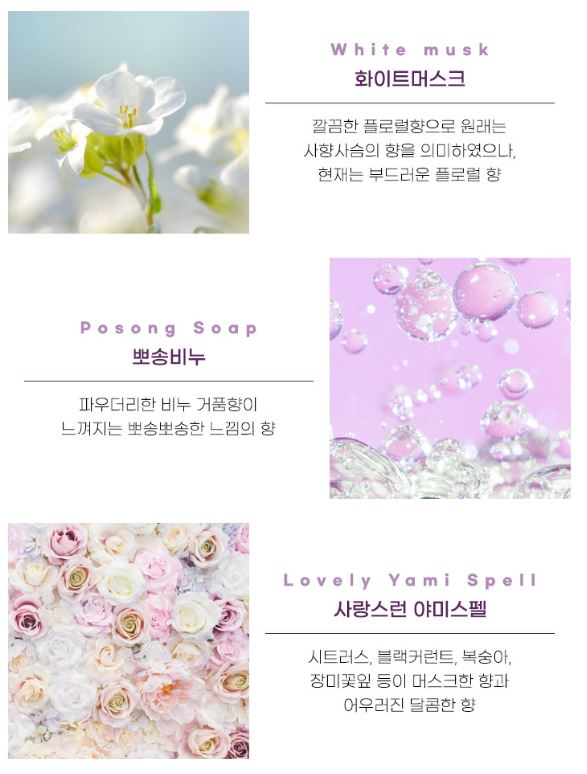 White musk
화이트머스크
깔끔한 플로럴향으로 원래는
사향사슴의 향을 의미하였으나,
현재는 부드러운 플로럴 향
Posong Soap
뽀송비누
파우더리한 비누 거품향이
느껴지는 뽀송뽀송한 느낌의 향
Lovely Yami Spell
사랑스런 야미스펠
시트러스, 블랙커런트, 복숭아,
장미꽃잎 등이 머스크한 향과
어우러진 달콤한 향